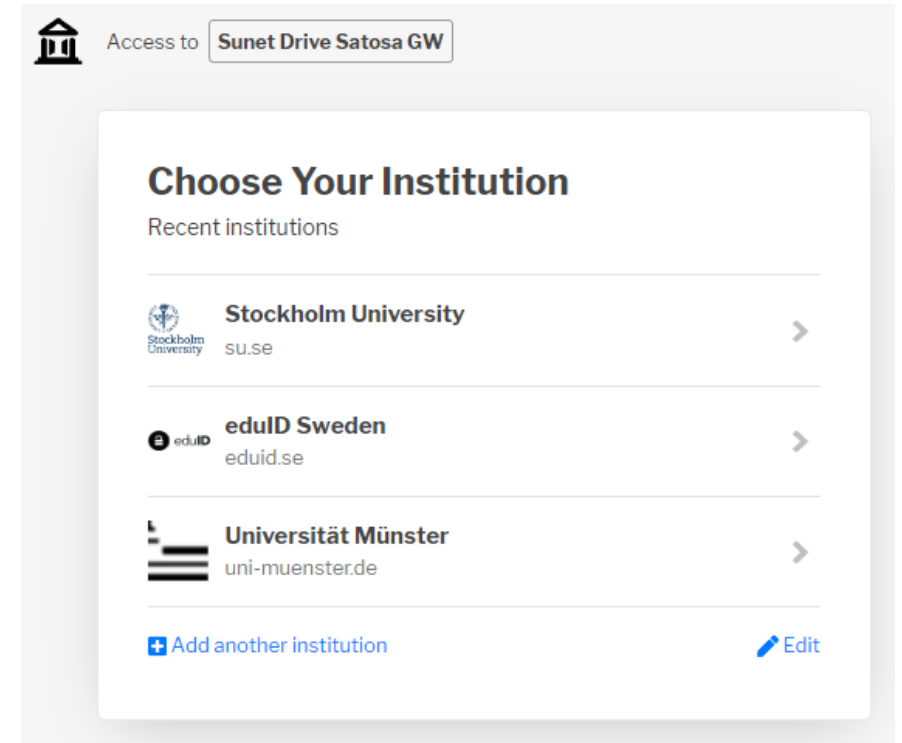 Access to Sunet Drive Satosa GW
Choose Your Institution
Recent institutions
Stockholm University
Stockholm University
su.se
eduID
eduID Sweden
eduid.se
Universität Münster
uni-muenster.de
Add another institution
Edit